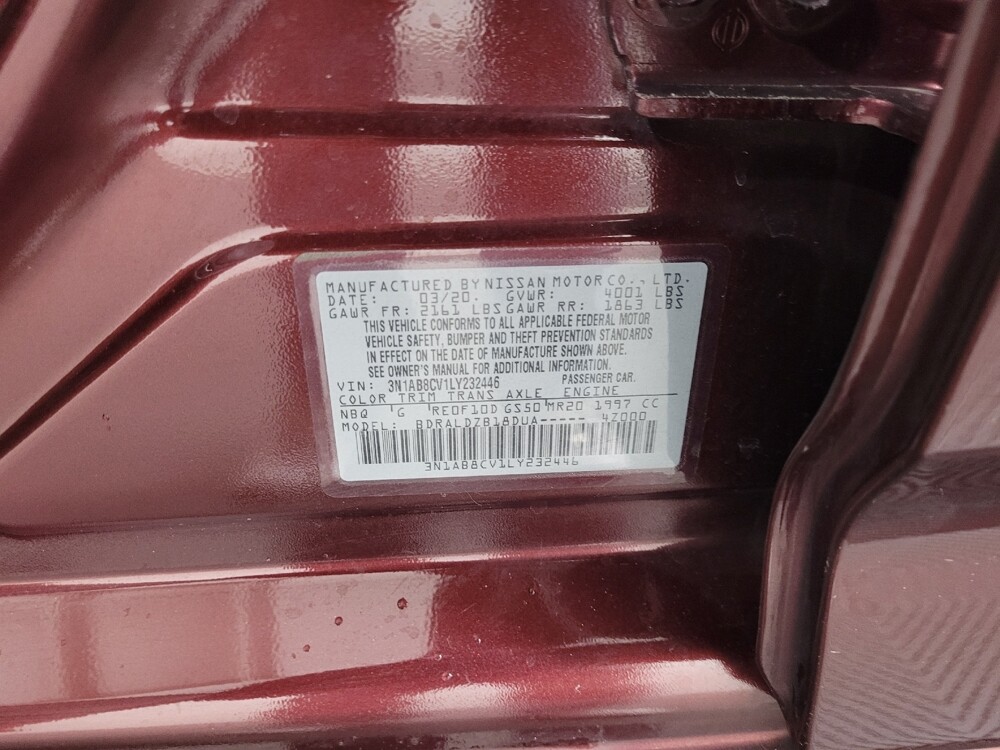 MANUFACTURED BY NISSAN MOTOR CO., LTD.
DATE: 03/20. GVWR: 4001 LBS
GAWR FR: 2161 LBS GAWR RR: 1863 LBS
THIS VEHICLE CONFORMS TO ALL APPLICABLE FEDERAL MOTOR
VEHICLE SAFETY, BUMPER AND THEFT PREVENTION STANDARDS
IN EFFECT ON THE DATE OF MANUFACTURE SHOWN ABOVE.
SEE OWNER'S MANUAL FOR ADDITIONAL INFORMATION.
VIN: 3N1AB8CV1LY232446 PASSENGER CAR.
COLOR TRIM TRANS AXLE ENGINE
NBQ G RE0F10D GS50 MR20 1997 CC
MODEL: BDRALDZB18DUA----- 4Z000
3N1AB8CV1LY232446